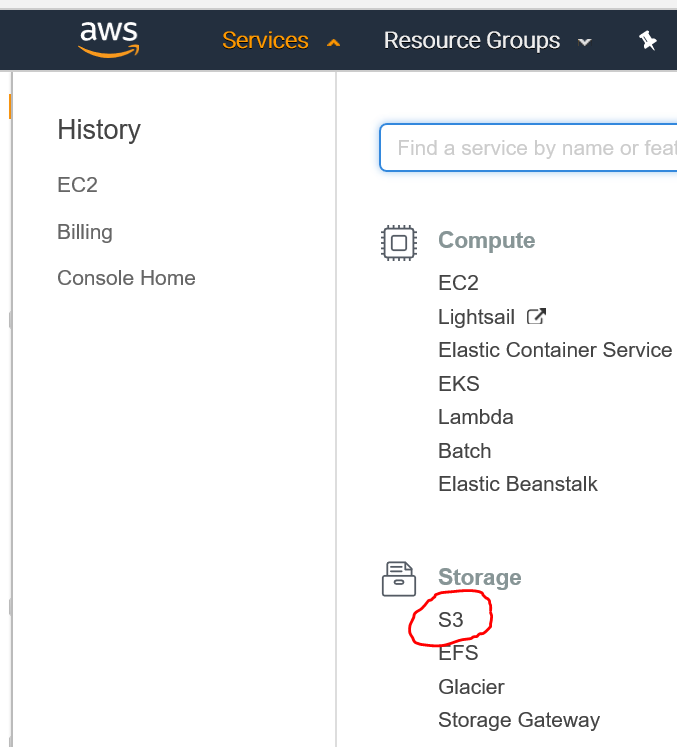 aws
Services
Resource Groups
History
EC2
Billing
Console Home
Find a service by name or feat
Compute
EC2
Lightsail
Elastic Container Service
EKS
Lambda
Batch
Elastic Beanstalk
Storage
S3
EFS
Glacier
Storage Gateway